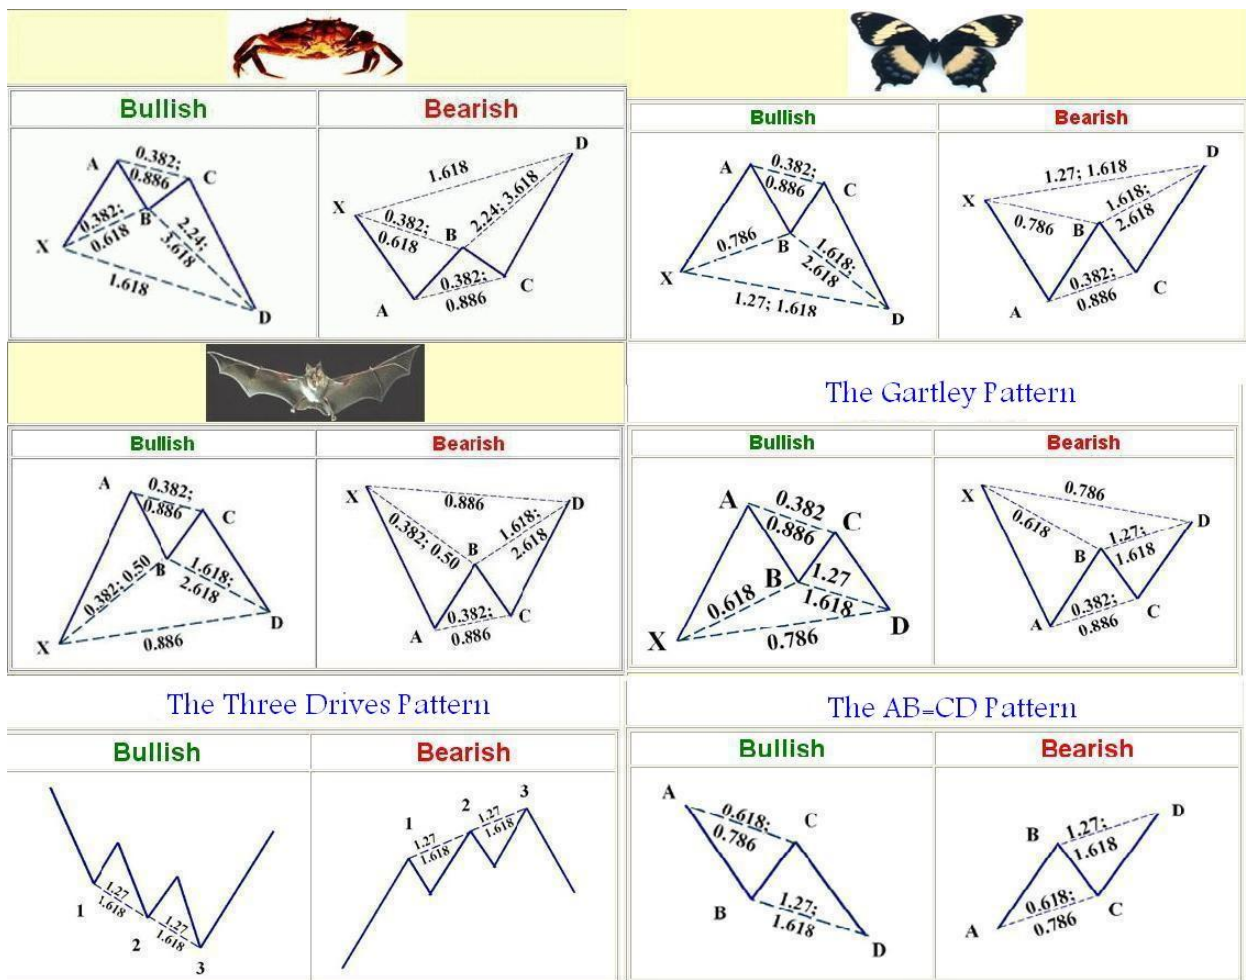 Bullish
Bearish
A
0.382;
0.886
C
0.382;
0.618
B
2.24;
3.618
X
1.618
D
D
1.618
X
0.382;
0.618
B
2.24; 3.618
0.382;
0.886
A
C
Bullish
Bearish
A
0.382;
0.886
C
0.786
B
1.618;
2.618
X
1.27; 1.618
D
D
1.27; 1.618
X
0.786
B
1.618;
2.618
0.382;
0.886
A
C
Bullish
Bearish
A
0.382;
0.886
C
0.382; 0.50
B
1.618;
2.618
X
0.886
D
X
0.886
D
0.382; 0.50
B
1.618;
2.618
0.382;
0.886
A
C
The Gartley Pattern
Bullish
Bearish
A
0.382
0.886
C
0.618
B
1.27
1.618
X
0.786
D
X
0.786
D
0.618
B
1.27;
1.618
0.382;
0.886
A
C
The Three Drives Pattern
Bullish
Bearish
1
1.27
1.618
2
1.27
1.618
3
1
1.27
1.618
2
1.27
1.618
3
The AB=CD Pattern
Bullish
Bearish
A
0.618;
0.786
C
B
1.27;
1.618
D
B
1.27;
1.618
D
A
0.618;
0.786
C